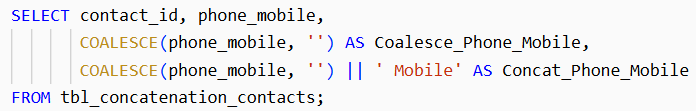 SELECT contact_id, phone_mobile,
COALESCE(phone_mobile, '') AS Coalesce_Phone_Mobile,
COALESCE(phone_mobile, '') || ' Mobile' AS Concat_Phone_Mobile
FROM tbl_concatenation_contacts;